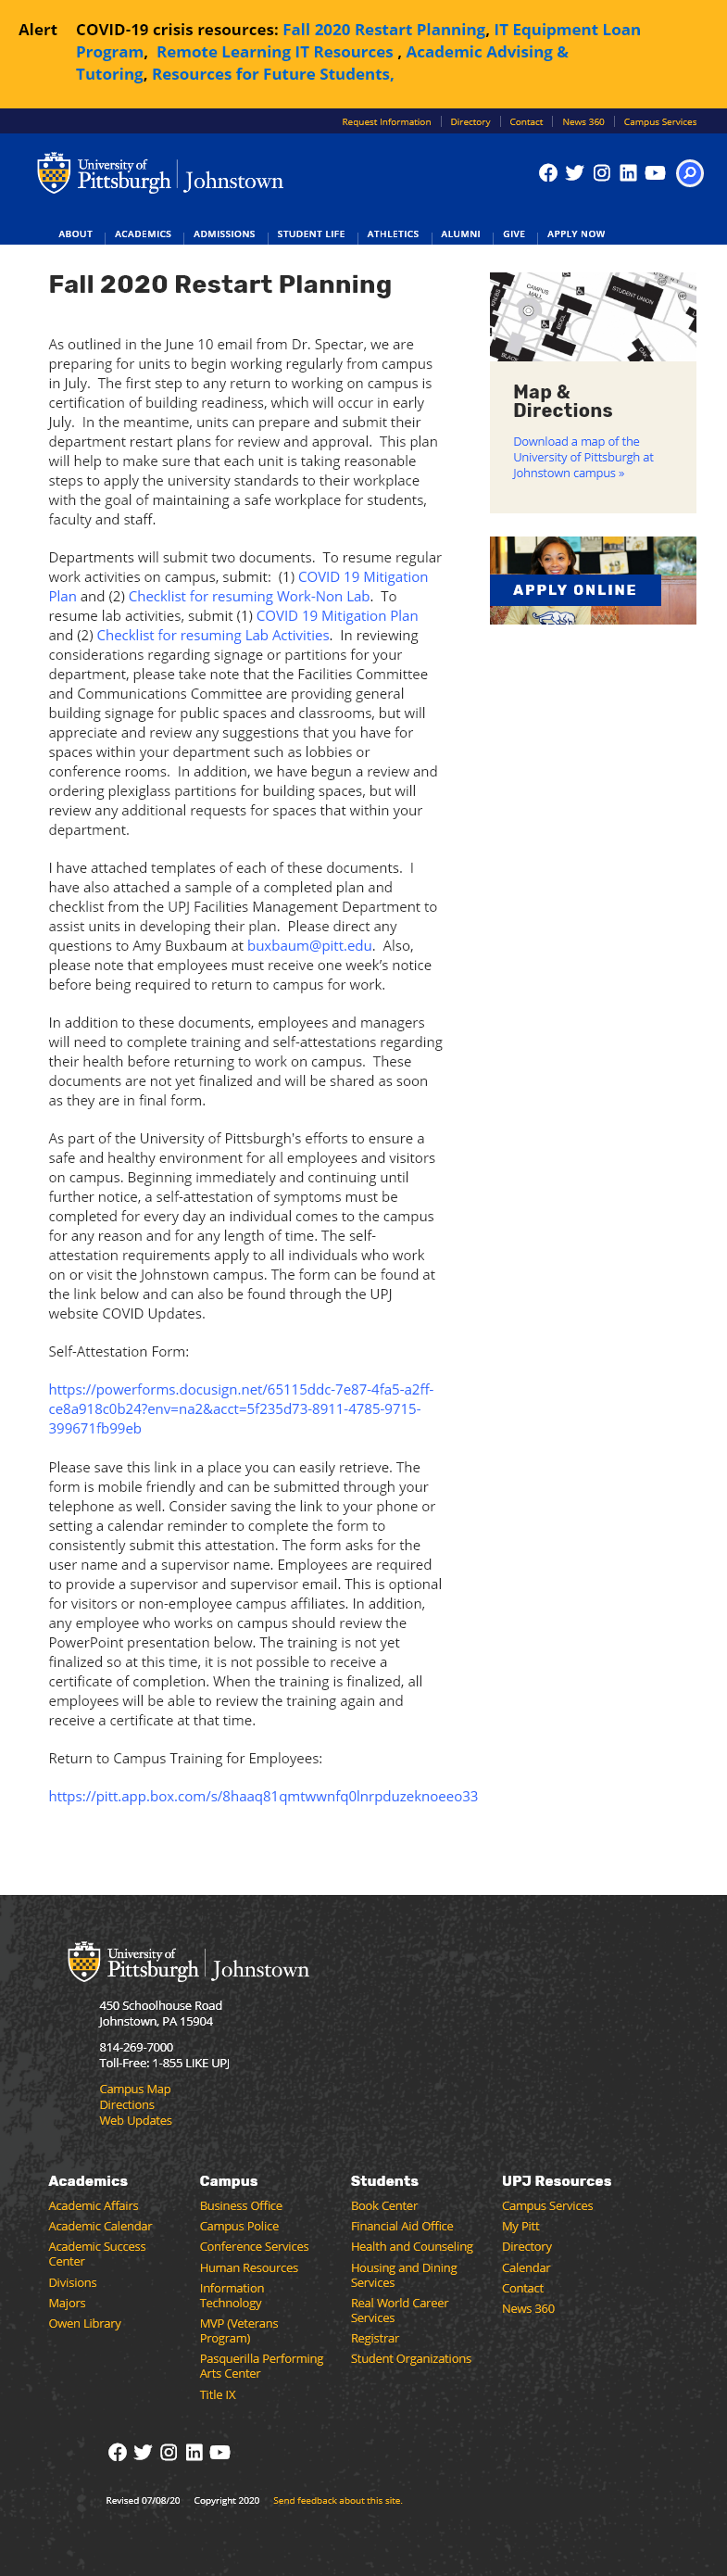 Alert
COVID-19 crisis resources: Fall 2020 Restart Planning, IT Equipment Loan
Program,  Remote Learning IT Resources , Academic Advising &
Tutoring, Resources for Future Students,
Request Information
Directory
Contact
News 360
Campus Services
University of
Pittsburgh Johnstown
ABOUT
ACADEMICS
ADMISSIONS
STUDENT LIFE
ATHLETICS
ALUMNI
GIVE
APPLY NOW
Fall 2020 Restart Planning
As outlined in the June 10 email from Dr. Spectar, we are
preparing for units to begin working regularly from campus
in July.  The first step to any return to working on campus is
certification of building readiness, which will occur in early
July.  In the meantime, units can prepare and submit their
department restart plans for review and approval.  This plan
will help to make sure that each unit is taking reasonable
steps to apply the university standards to their workplace
with the goal of maintaining a safe workplace for students,
faculty and staff.
Departments will submit two documents.  To resume regular
work activities on campus, submit:  (1) COVID 19 Mitigation
Plan and (2) Checklist for resuming Work-Non Lab.  To
resume lab activities, submit (1) COVID 19 Mitigation Plan
and (2) Checklist for resuming Lab Activities.  In reviewing
considerations regarding signage or partitions for your
department, please take note that the Facilities Committee
and Communications Committee are providing general
building signage for public spaces and classrooms, but will
appreciate and review any suggestions that you have for
spaces within your department such as lobbies or
conference rooms.  In addition, we have begun a review and
ordering plexiglass partitions for building spaces, but will
review any additional requests for spaces that within your
department.
I have attached templates of each of these documents.  I
have also attached a sample of a completed plan and
checklist from the UPJ Facilities Management Department to
assist units in developing their plan.  Please direct any
questions to Amy Buxbaum at buxbaum@pitt.edu.  Also,
please note that employees must receive one week’s notice
before being required to return to campus for work.
In addition to these documents, employees and managers
will need to complete training and self-attestations regarding
their health before returning to work on campus.  These
documents are not yet finalized and will be shared as soon
as they are in final form.
As part of the University of Pittsburgh's efforts to ensure a
safe and healthy environment for all employees and visitors
on campus. Beginning immediately and continuing until
further notice, a self-attestation of symptoms must be
completed for every day an individual comes to the campus
for any reason and for any length of time. The self-
attestation requirements apply to all individuals who work
on or visit the Johnstown campus. The form can be found at
the link below and can also be found through the UPJ
website COVID Updates.
Self-Attestation Form:
https://powerforms.docusign.net/65115ddc-7e87-4fa5-a2ff-
ce8a918c0b24?env=na2&acct=5f235d73-8911-4785-9715-
399671fb99eb
Please save this link in a place you can easily retrieve. The
form is mobile friendly and can be submitted through your
telephone as well. Consider saving the link to your phone or
setting a calendar reminder to complete the form to
consistently submit this attestation. The form asks for the
user name and a supervisor name. Employees are required
to provide a supervisor and supervisor email. This is optional
for visitors or non-employee campus affiliates. In addition,
any employee who works on campus should review the
PowerPoint presentation below. The training is not yet
finalized so at this time, it is not possible to receive a
certificate of completion. When the training is finalized, all
employees will be able to review the training again and
receive a certificate at that time.
Return to Campus Training for Employees:
https://pitt.app.box.com/s/8haaq81qmtwwnfq0lnrpduzeknoeeo33
CAMPUS
MALL
STUDENT UNION
KRAUSS
BIDDL
BLACK
Map &
Directions
Download a map of the
University of Pittsburgh at
Johnstown campus »
APPLY ONLINE
University of
Pittsburgh Johnstown
450 Schoolhouse Road
Johnstown, PA 15904
814-269-7000
Toll-Free: 1-855 LIKE UPJ
Campus Map
Directions
Web Updates
Academics
Academic Affairs
Academic Calendar
Academic Success
Center
Divisions
Majors
Owen Library
Campus
Business Office
Campus Police
Conference Services
Human Resources
Information
Technology
MVP (Veterans
Program)
Pasquerilla Performing
Arts Center
Title IX
Students
Book Center
Financial Aid Office
Health and Counseling
Housing and Dining
Services
Real World Career
Services
Registrar
Student Organizations
UPJ Resources
Campus Services
My Pitt
Directory
Calendar
Contact
News 360
Revised 07/08/20
Copyright 2020
Send feedback about this site.